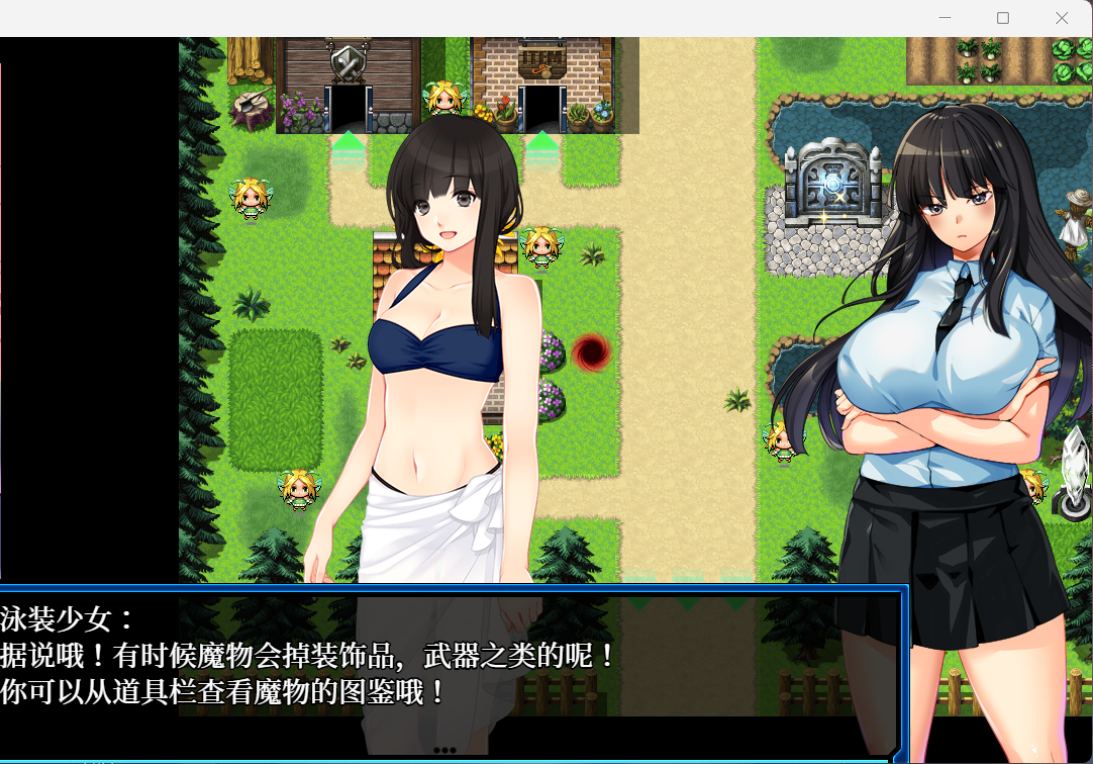 泳装少女：
据说哦！有时候魔物会掉装饰品，武器之类的呢！
你可以从道具栏查看魔物的图鉴哦！